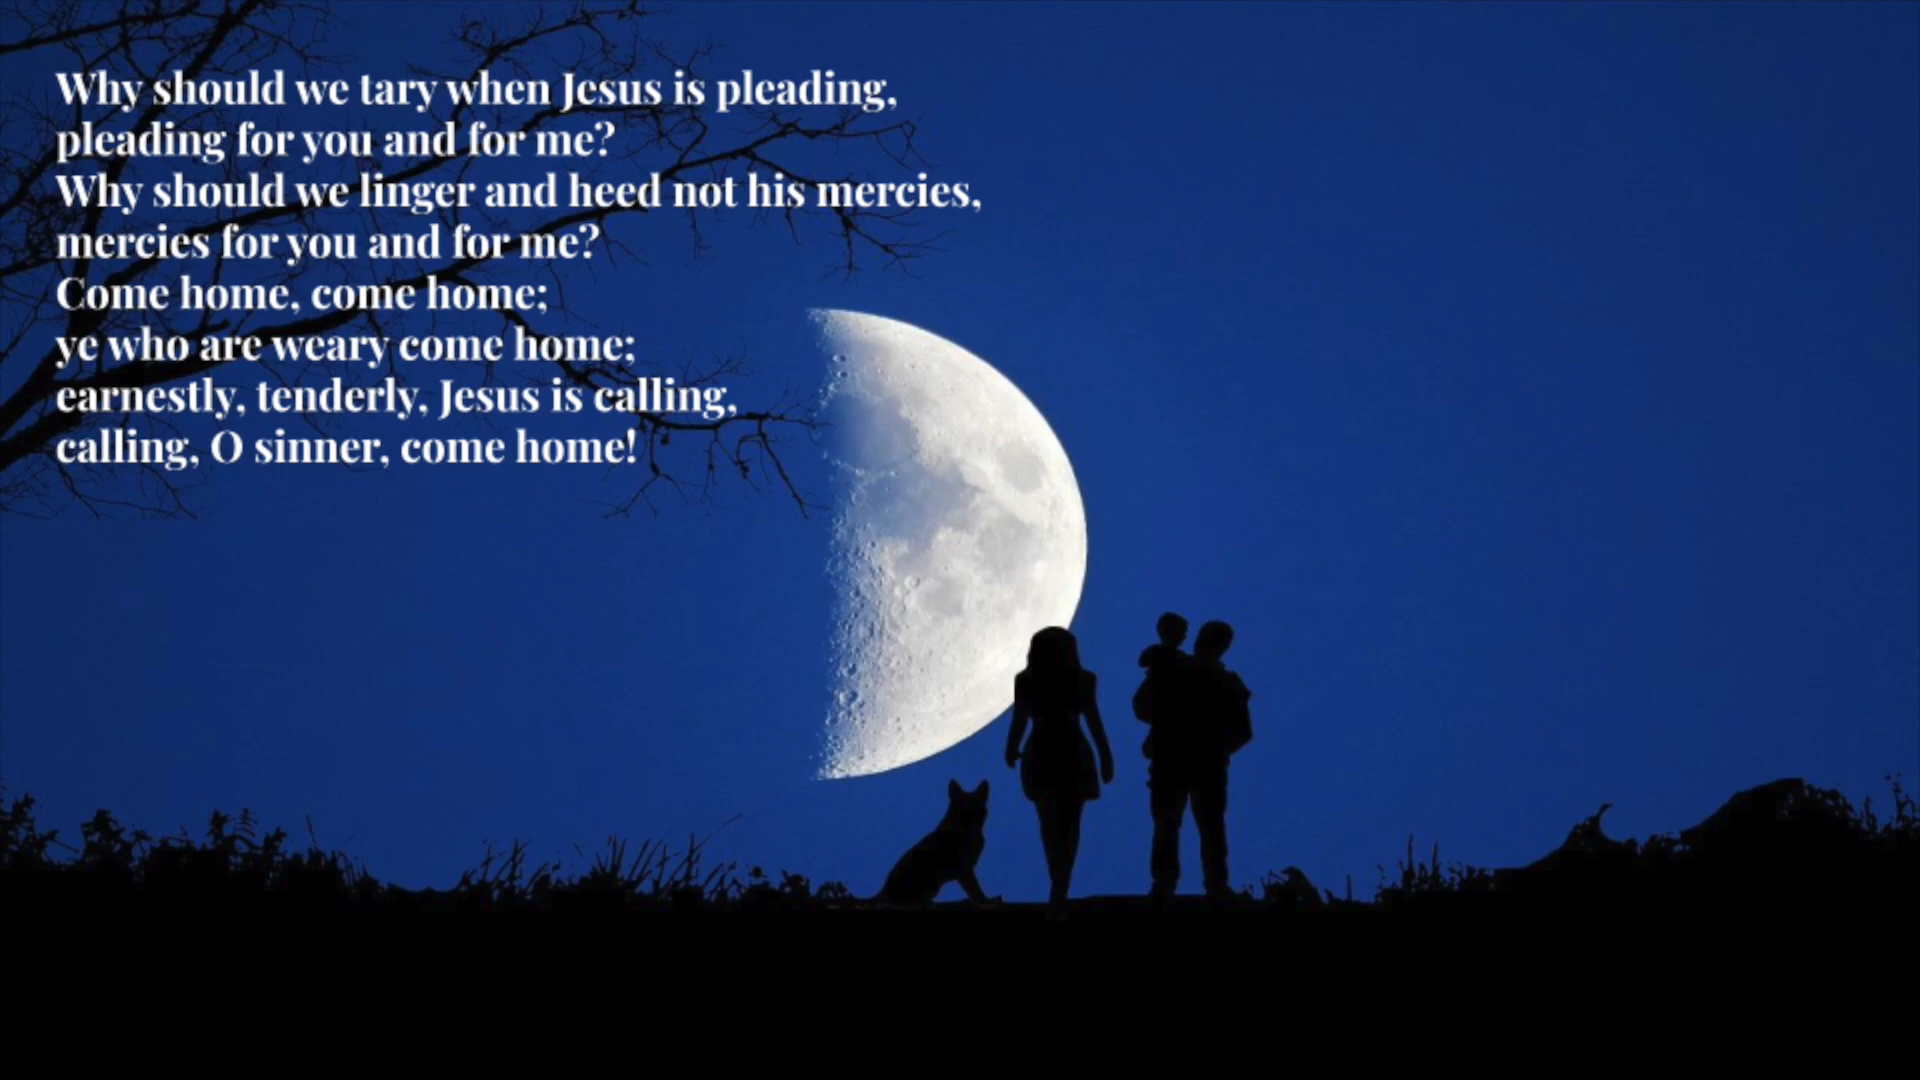 Why should we tary when Jesus is pleading,
pleading for you and for me?
Why should we linger and heed not his mercies,
mercies for you and for me?
Come home, come home;
ye who are weary come home;
earnestly, tenderly, Jesus is calling,
calling, O sinner, come home!